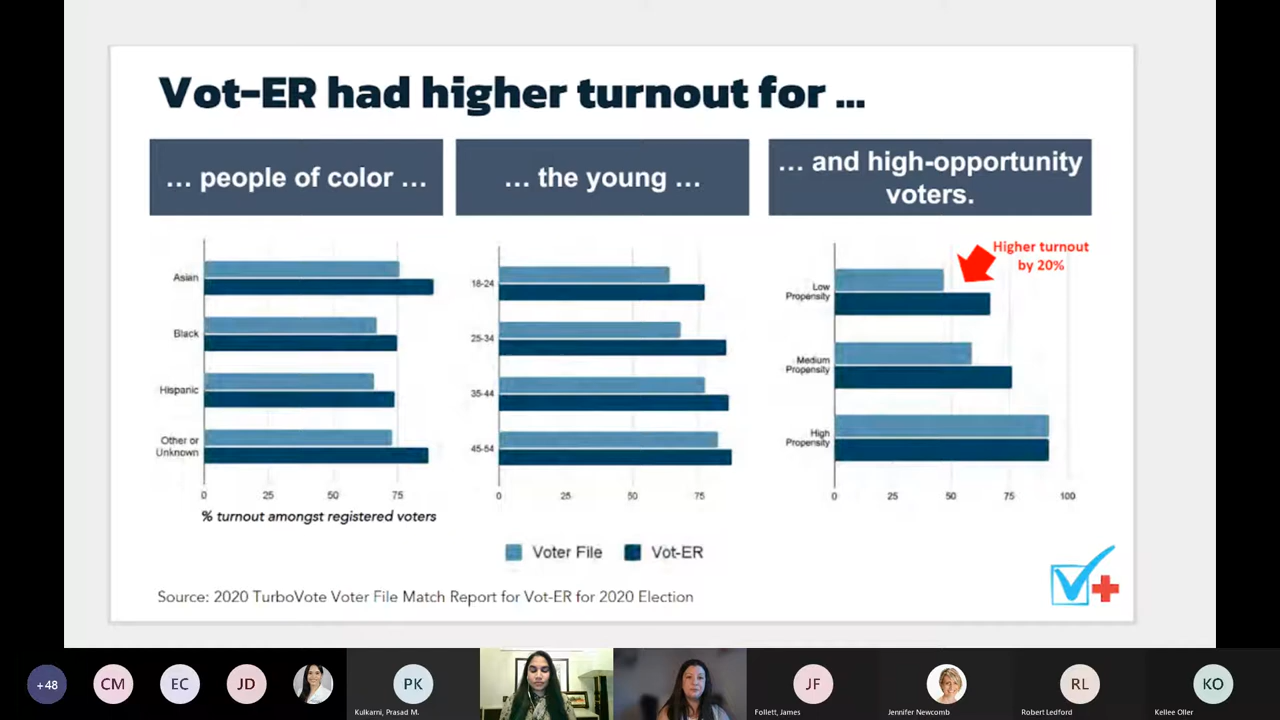 Vot-ER had higher turnout for ...
... people of color ...
... the young ...
... and high-opportunity
voters.
Higher turnout
by 20%
Asian
Black
Hispanic
Other or
Unknown
0 25 50 75
% turnout amongst registered voters
18-24
25-34
35-44
45-54
0 25 50 75
Low
Propensity
Medium
Propensity
High
Propensity
0 25 50 75 100
Voter File
Vot-ER
Source: 2020 TurboVote Voter File Match Report for Vot-ER for 2020 Election
+48
CM
EC
JD
PK
Kulkarni, Prasad M.
JF
Follett, James
Jennifer Newcomb
RL
Robert Ledford
KO
Kellee Oller